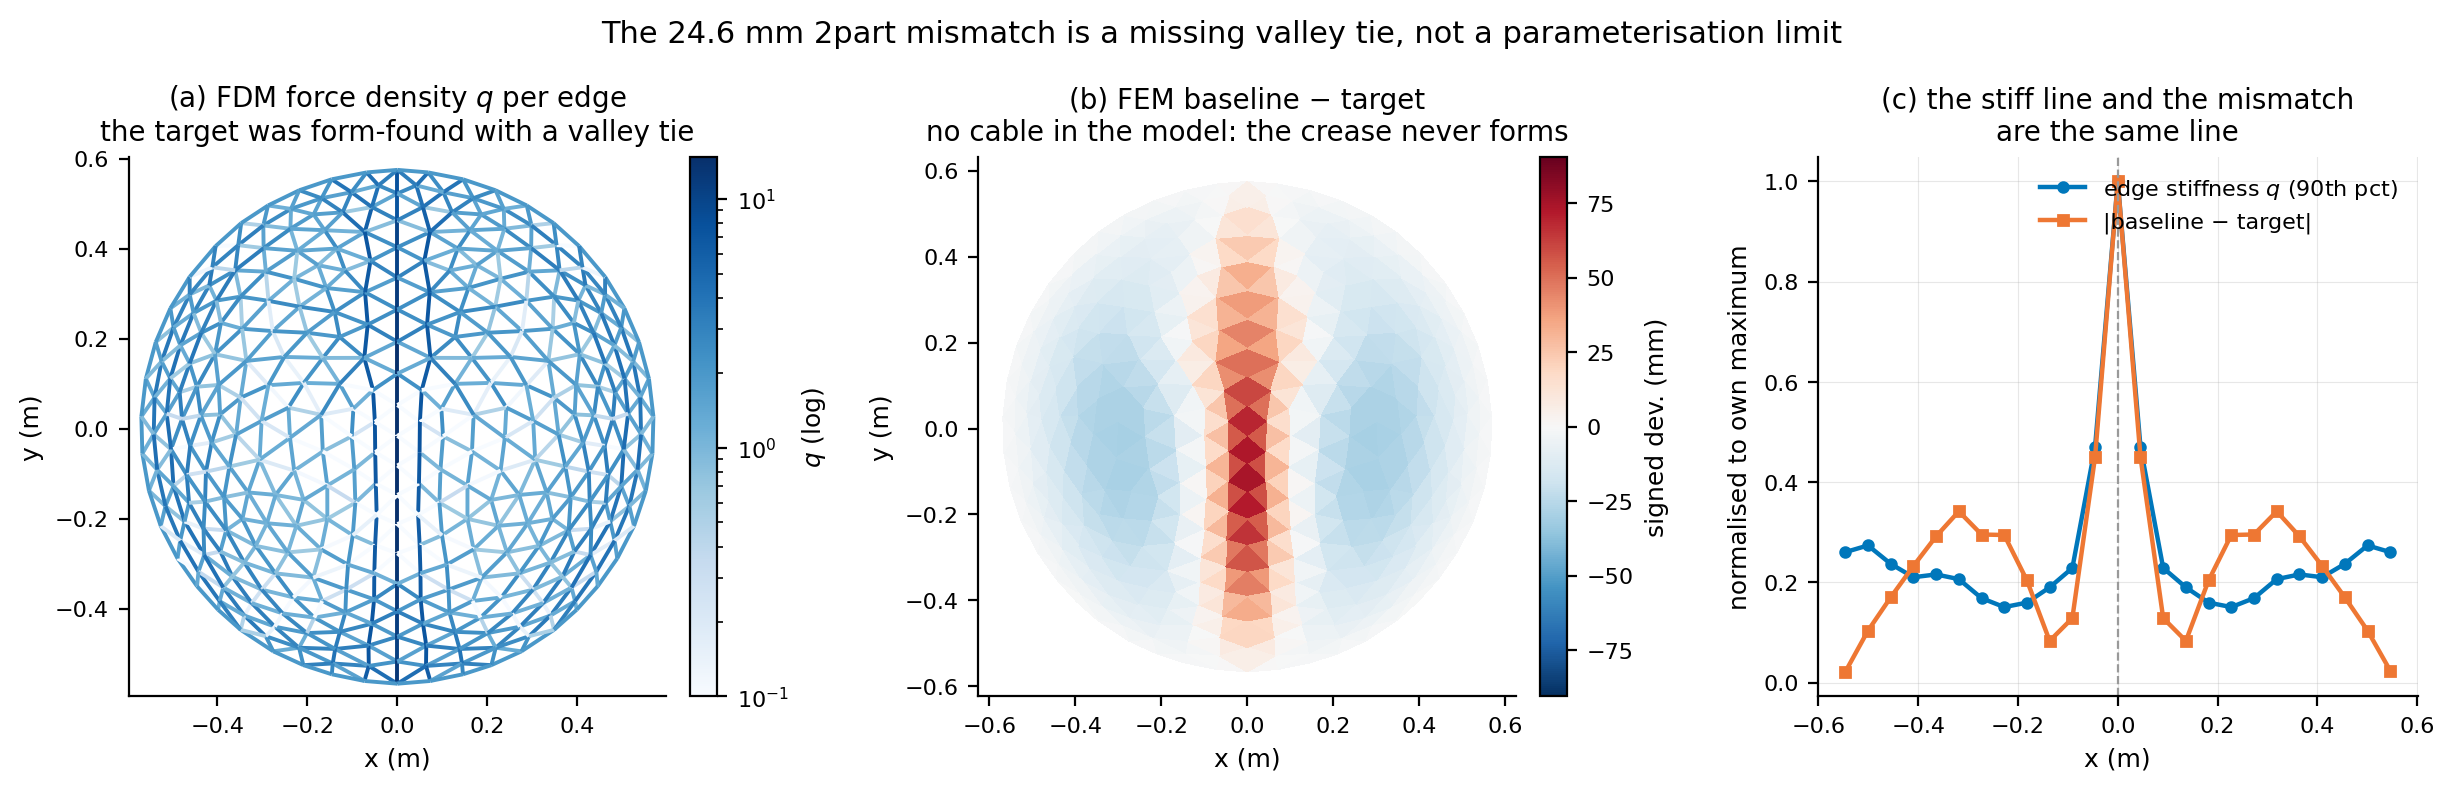 The 24.6 mm 2part mismatch is a missing valley tie, not a parameterisation limit
(a) FDM force density q per edge
the target was form-found with a valley tie
0.6
0.4
0.2
0.0
−0.2
−0.4
y (m)
−0.4
−0.2
0.0
0.2
0.4
x (m)
10¹
10⁰
10⁻¹
q (log)
(b) FEM baseline − target
no cable in the model: the crease never forms
0.6
0.4
0.2
0.0
−0.2
−0.4
−0.6
y (m)
−0.6
−0.4
−0.2
0.0
0.2
0.4
0.6
x (m)
75
50
25
0
−25
−50
−75
signed dev. (mm)
(c) the stiff line and the mismatch
are the same line
edge stiffness q (90th pct)
|baseline − target|
1.0
0.8
0.6
0.4
0.2
0.0
normalised to own maximum
−0.6
−0.4
−0.2
0.0
0.2
0.4
0.6
x (m)